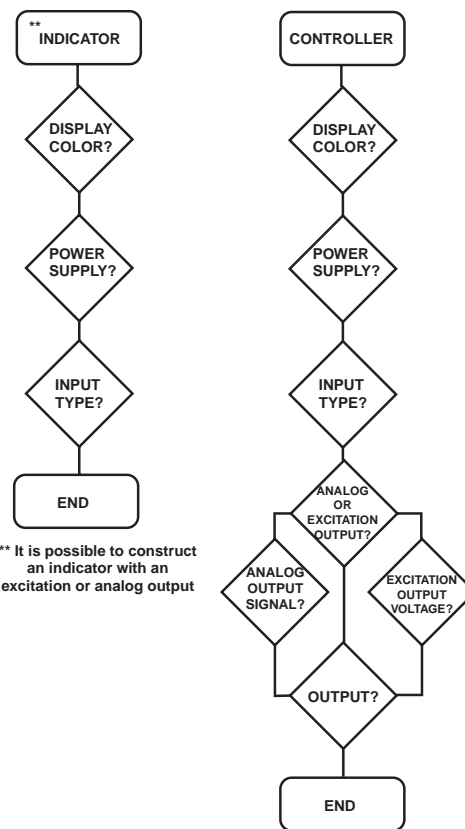 **
INDICATOR
DISPLAY
COLOR?
POWER
SUPPLY?
INPUT
TYPE?
END
** It is possible to construct
an indicator with an
excitation or analog output
CONTROLLER
DISPLAY
COLOR?
POWER
SUPPLY?
INPUT
TYPE?
ANALOG
OR
EXCITATION
OUTPUT?
ANALOG
OUTPUT
SIGNAL?
EXCITATION
OUTPUT
VOLTAGE?
OUTPUT?
END